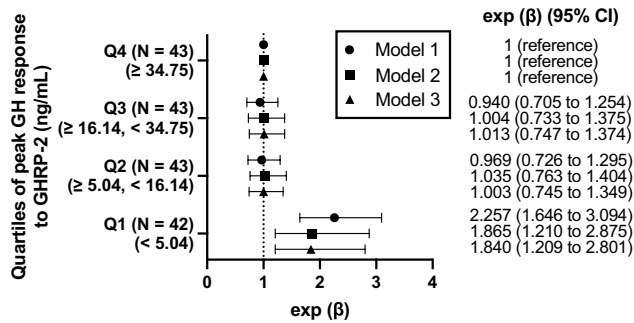 exp (β) (95% CI)
Quartiles of peak GH response
to GHRP-2 (ng/mL)
Model 1
Model 2
Model 3
Q4 (N = 43)
(≥ 34.75)
1 (reference)
1 (reference)
1 (reference)
Q3 (N = 43)
(≥ 16.14, < 34.75)
0.940 (0.705 to 1.254)
1.004 (0.733 to 1.375)
1.013 (0.747 to 1.374)
Q2 (N = 43)
(≥ 5.04, < 16.14)
0.969 (0.726 to 1.295)
1.035 (0.763 to 1.404)
1.003 (0.745 to 1.349)
Q1 (N = 42)
(< 5.04)
2.257 (1.646 to 3.094)
1.865 (1.210 to 2.875)
1.840 (1.209 to 2.801)
0 1 2 3 4
exp (β)